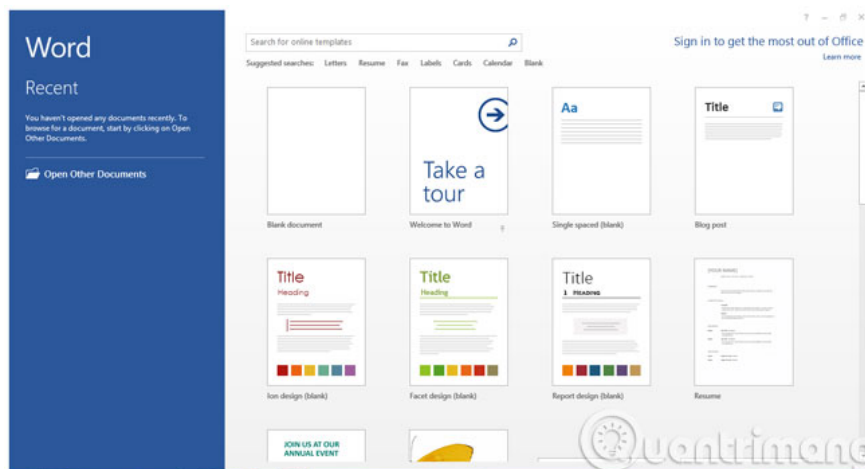 Word
Recent
You haven't opened any documents recently. To
browse for a document, start by clicking on Open
Other Documents.
Open Other Documents
Search for online templates
Sign in to get the most out of Office
Learn more
Suggested searches: Letters Resume Fax Labels Cards Calendar Blank
Take a
tour
Aa
Title
Blank document
Welcome to Word
Single spaced (blank)
Blog post
Title
Heading
Title
Heading
Title
1 HEADING
[YOUR NAME]
Ion design (blank)
Facet design (blank)
Report design (blank)
Resume
JOIN US AT OUR
ANNUAL EVENT
Quantrimang